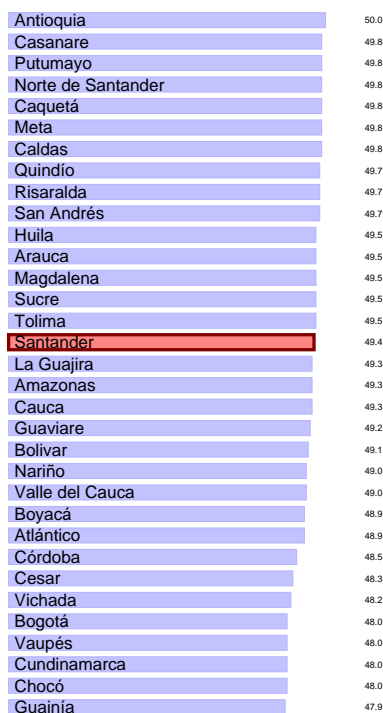 Antioquia 50.0
Casanare 49.8
Putumayo 49.8
Norte de Santander 49.8
Caquetá 49.8
Meta 49.8
Caldas 49.8
Quindío 49.7
Risaralda 49.7
San Andrés 49.7
Huila 49.5
Arauca 49.5
Magdalena 49.5
Sucre 49.5
Tolima 49.5
Santander 49.4
La Guajira 49.3
Amazonas 49.3
Cauca 49.3
Guaviare 49.2
Bolivar 49.1
Nariño 49.0
Valle del Cauca 49.0
Boyacá 48.9
Atlántico 48.9
Córdoba 48.5
Cesar 48.3
Vichada 48.2
Bogotá 48.0
Vaupés 48.0
Cundinamarca 48.0
Chocó 48.0
Guainía 47.9